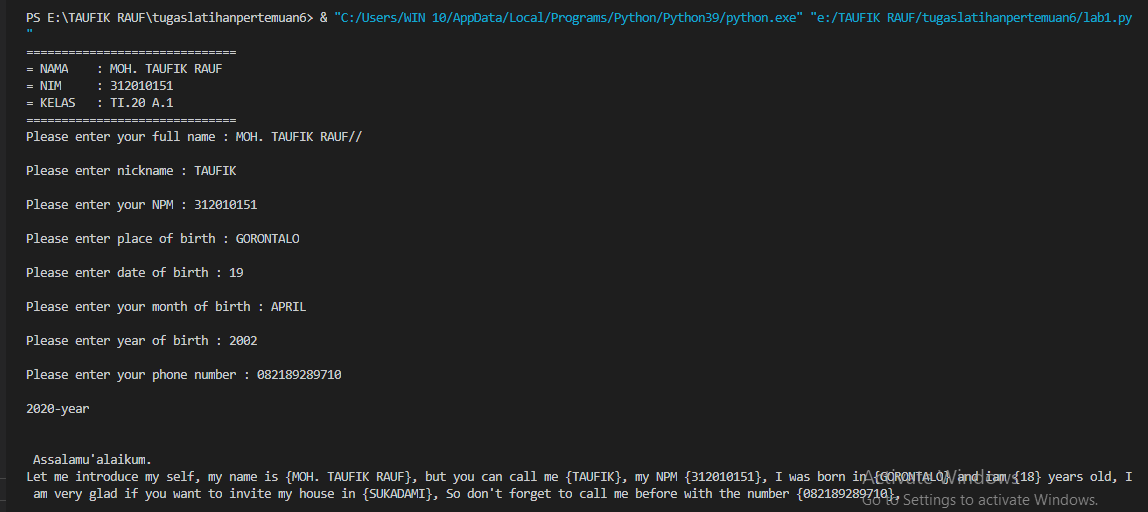 PS E:\TAUFIK RAUF\tugaslatihanpertemuan6> & "C:/Users/WIN 10/AppData/Local/Programs/Python/Python39/python.exe" "e:/TAUFIK RAUF/tugaslatihanpertemuan6/lab1.py
"
==============================
= NAMA    : MOH. TAUFIK RAUF
= NIM     : 312010151
= KELAS   : TI.20 A.1
==============================
Please enter your full name : MOH. TAUFIK RAUF//
Please enter nickname : TAUFIK
Please enter your NPM : 312010151
Please enter place of birth : GORONTALO
Please enter date of birth : 19
Please enter your month of birth : APRIL
Please enter year of birth : 2002
Please enter your phone number : 082189289710
2020-year
Assalamu'alaikum.
Let me introduce my self, my name is {MOH. TAUFIK RAUF}, but you can call me {TAUFIK}, my NPM {312010151}, I was born in {GORONTALO} and iam {18} years old, I
am very glad if you want to invite my house in {SUKADAMI}, So don't forget to call me before with the number {082189289710},
Activate Windows
Go to Settings to activate Windows.